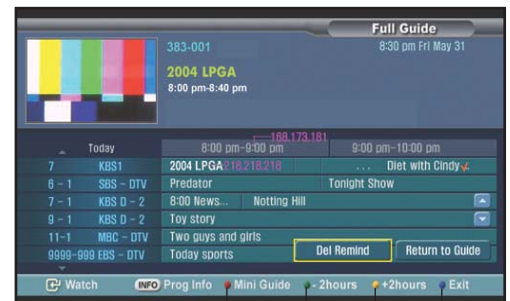 Full Guide
383-001
8:30 pm Fri May 31
2004 LPGA
8:00 pm-8:40 pm
168.173.181
Today 8:00 pm-9:00 pm 9:00 pm-10:00 pm
7 KBS1 2004 LPGA 216.218.218 ... Diet with Cindy
6 - 1 SBS - DTV Predator Tonight Show
7 - 1 KBS D - 2 8:00 News... Notting Hill
9 - 1 KBS D - 2 Toy story
11-1 MBC - DTV Two guys and girls
9999-999 EBS - DTV Today sports
Del Remind Return to Guide
Watch INFO Prog Info Mini Guide - 2hours +2hours Exit